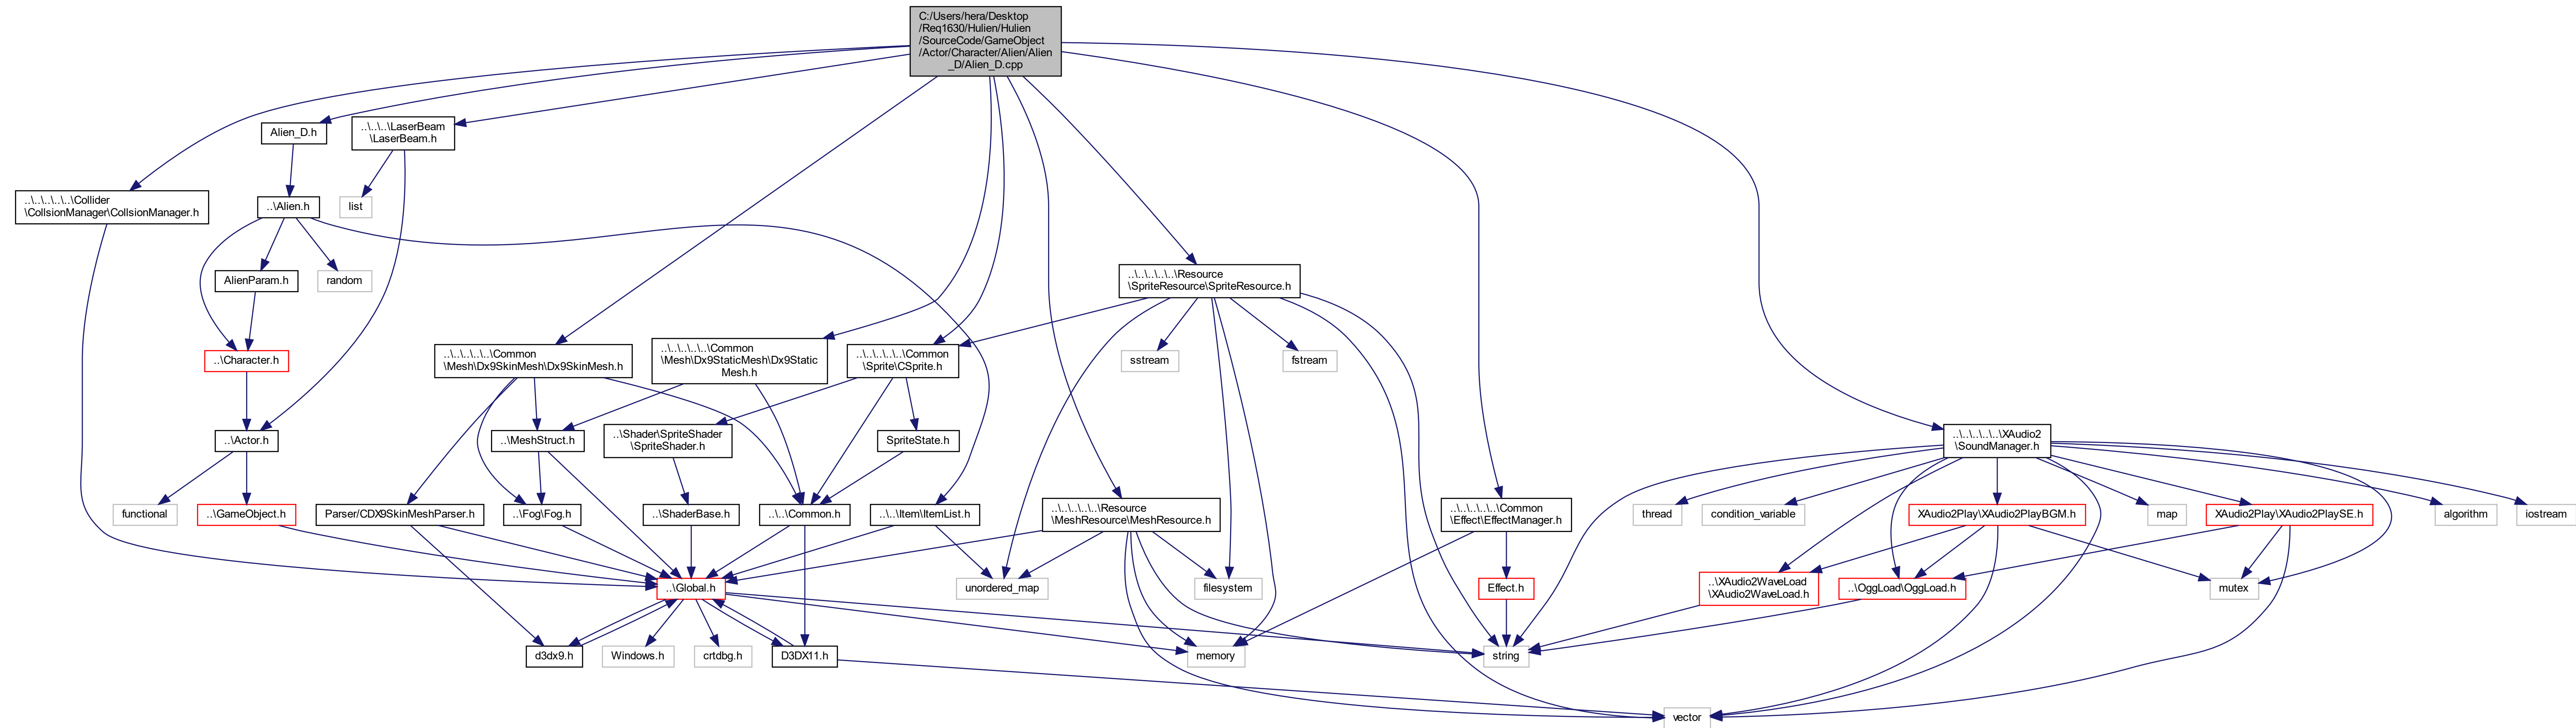 C:/Users/hera/Desktop
/Req1630/Hulien/Hulien
/SourceCode/GameObject
/Actor/Character/Alien/Alien
_D/Alien_D.cpp
Alien_D.h
..\..\..\LaserBeam
\LaserBeam.h
..\..\..\..\..\Collider
\CollsionManager\CollsionManager.h
..\Alien.h
list
AlienParam.h
random
..\..\..\..\..\Resource
\SpriteResource\SpriteResource.h
..\Character.h
..\..\..\..\..\Common
\Mesh\Dx9SkinMesh\Dx9SkinMesh.h
..\..\..\..\..\Common
\Mesh\Dx9StaticMesh\Dx9Static
Mesh.h
..\..\..\..\..\Common
\Sprite\CSprite.h
sstream
fstream
..\Actor.h
..\MeshStruct.h
..\Shader\SpriteShader
\SpriteShader.h
SpriteState.h
..\..\..\..\..\XAudio2
\SoundManager.h
functional
..\GameObject.h
Parser/CDX9SkinMeshParser.h
..\Fog\Fog.h
..\ShaderBase.h
..\..\Common.h
..\..\Item\ItemList.h
..\..\..\..\..\Resource
\MeshResource\MeshResource.h
..\..\..\..\..\Common
\Effect\EffectManager.h
thread
condition_variable
XAudio2Play\XAudio2PlayBGM.h
map
XAudio2Play\XAudio2PlaySE.h
algorithm
iostream
..\Global.h
unordered_map
filesystem
Effect.h
..\XAudio2WaveLoad
\XAudio2WaveLoad.h
..\OggLoad\OggLoad.h
mutex
d3dx9.h
Windows.h
crtdbg.h
D3DX11.h
memory
string
vector